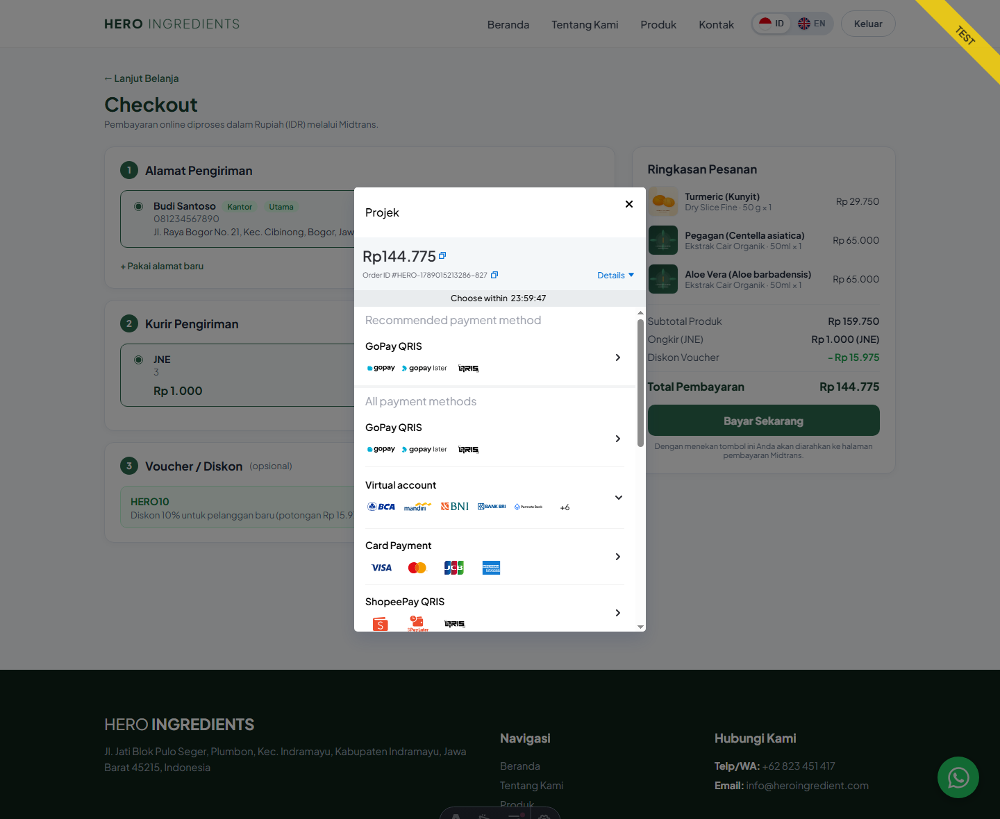 HERO INGREDIENTS
Beranda
Tentang Kami
Produk
Kontak
ID
EN
Keluar
TEST
← Lanjut Belanja
Checkout
Pembayaran online diproses dalam Rupiah (IDR) melalui Midtrans.
1
Alamat Pengiriman
Budi Santoso
Kantor
Utama
081234567890
Jl. Raya Bogor No. 21, Kec. Cibinong, Bogor, Jaw
+ Pakai alamat baru
2
Kurir Pengiriman
JNE
3
Rp 1.000
3
Voucher / Diskon (opsional)
HERO10
Diskon 10% untuk pelanggan baru (potongan Rp 15.97
Projek
Rp144.775
Order ID #HERO-1789015213286-827
Details
Choose within 23:59:47
Recommended payment method
GoPay QRIS
gopay
gopay later
QRIS
All payment methods
GoPay QRIS
gopay
gopay later
QRIS
Virtual account
BCA
mandiri
BNI
BANK BRI
Permata Bank
+6
Card Payment
VISA
JCB
ShopeePay QRIS
S
SPayLater
QRIS
Ringkasan Pesanan
Turmeric (Kunyit)
Dry Slice Fine · 50 g × 1
Rp 29.750
Pegagan (Centella asiatica)
Ekstrak Cair Organik · 50ml × 1
Rp 65.000
Aloe Vera (Aloe barbadensis)
Ekstrak Cair Organik · 50ml × 1
Rp 65.000
Subtotal Produk
Rp 159.750
Ongkir (JNE)
Rp 1.000 (JNE)
Diskon Voucher
- Rp 15.975
Total Pembayaran
Rp 144.775
Bayar Sekarang
Dengan menekan tombol ini Anda akan diarahkan ke halaman
pembayaran Midtrans.
HERO INGREDIENTS
Jl. Jati Blok Pulo Seger, Plumbon, Kec. Indramayu, Kabupaten Indramayu, Jawa
Barat 45215, Indonesia
Navigasi
Beranda
Tentang Kami
Produk
Hubungi Kami
Telp/WA: +62 823 451 417
Email: info@heroingredient.com